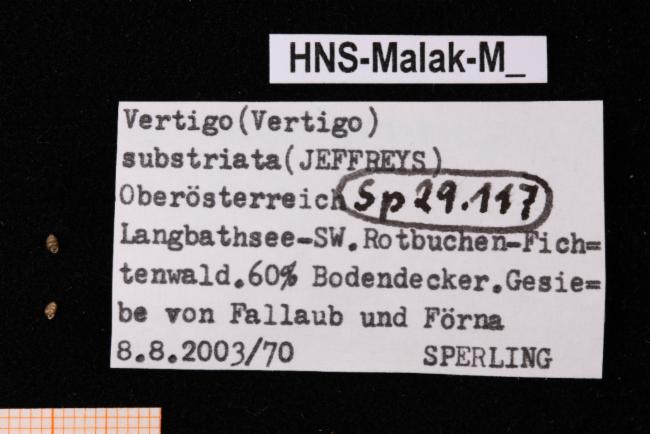 HNS-Malak-M_
Vertigo(Vertigo)
substriata(JEFFREYS)
Oberösterreich Sp 29.117
Langbathsee-SW.Rotbuchen-Fich=
tenwald.60% Bodendecker.Gesie=
be von Fallaub und Förna
8.8.2003/70 SPERLING